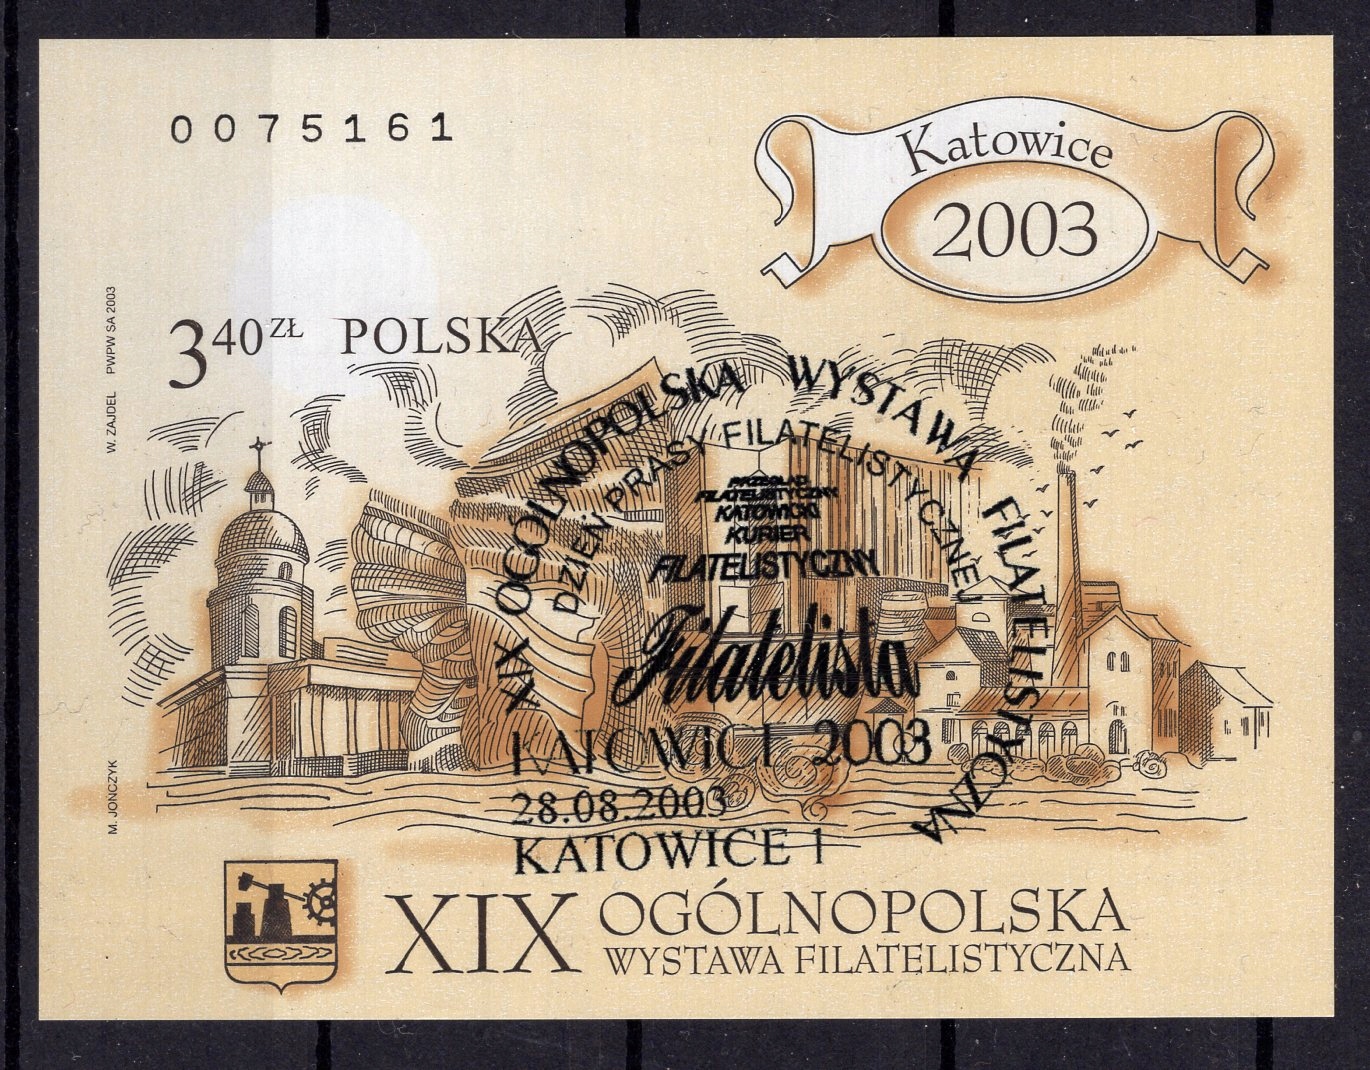 0075161
Katowice
2003
3 40 ZŁ POLSKA
W. ZAJDEL PWPW SA 2003
M. JOŃCZYK
XIX OGÓLNOPOLSKA WYSTAWA FILATELISTYCZNA
DZIEŃ PRASY FILATELISTYCZNEJ
PRZEGLĄD
FILATELISTYCZNY
KATOWICKI
KURIER
FILATELISTYCZNY
Filatelista
KATOWICE 2003
28.08.2003
KATOWICE 1
XIX OGÓLNOPOLSKA
WYSTAWA FILATELISTYCZNA